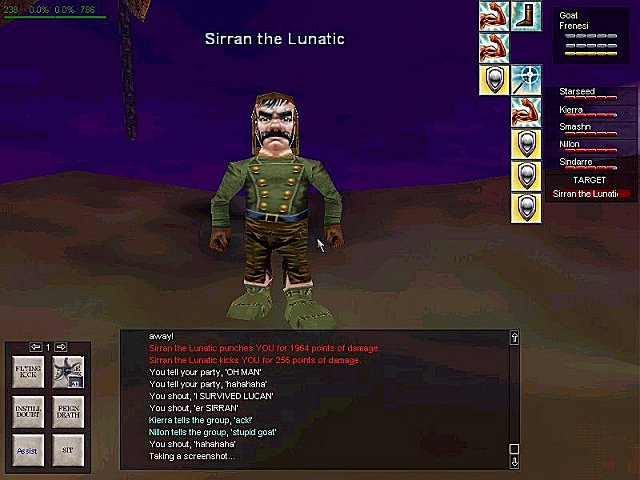 238 0.0% 0.0% 786
Sirran the Lunatic
Goat
Frenesi
Starseed
Kierra
Smashn
Nillon
Sindarre
TARGET
Sirran the Lunatic
1
FLYING KICK
INSTILL DOUBT
FEIGN DEATH
Assist
SIT
away!
Sirran the Lunatic punches YOU for 1964 points of damage.
Sirran the Lunatic kicks YOU for 255 points of damage.
You tell your party, 'OH MAN'
You tell your party, 'hahahaha'
You shout, 'I SURVIVED LUCAN'
You shout, 'er SIRRAN'
Kierra tells the group, 'ack!'
Nillon tells the group, 'stupid goat'
You shout, 'hahahaha'
Taking a screenshot...